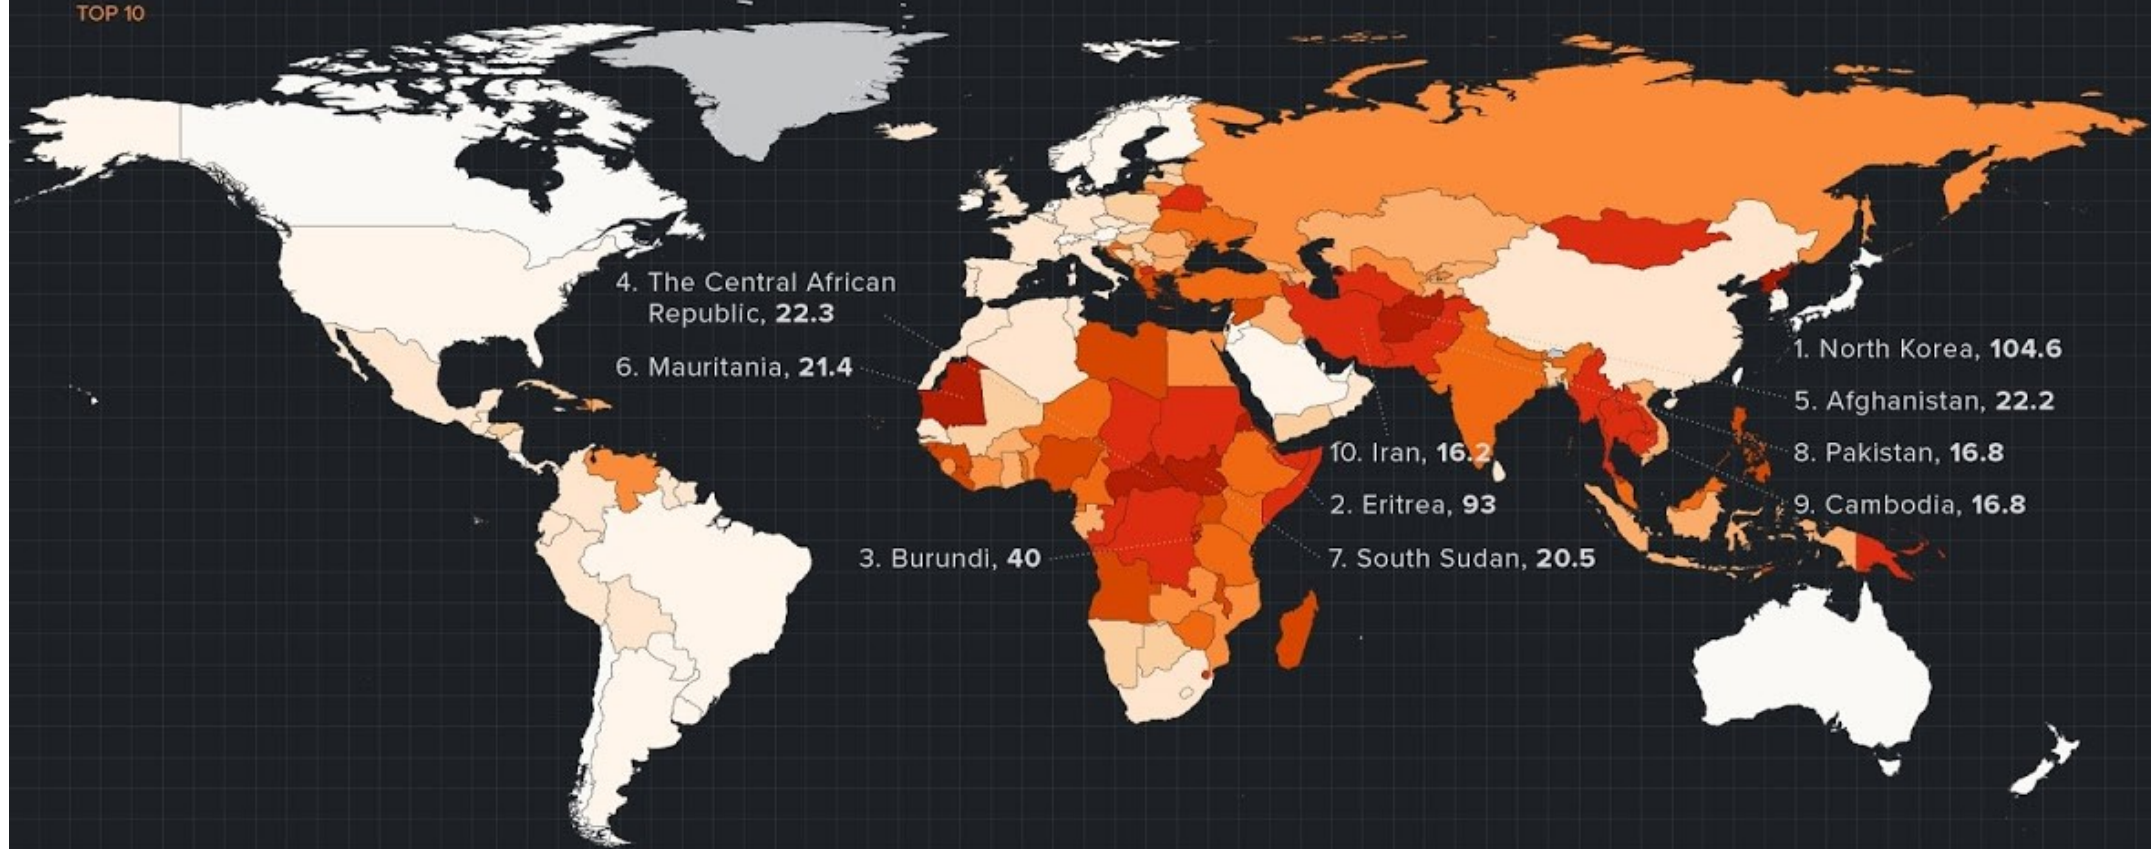 TOP 10
4. The Central African
Republic, 22.3
6. Mauritania, 21.4
1. North Korea, 104.6
5. Afghanistan, 22.2
10. Iran, 16.2
8. Pakistan, 16.8
2. Eritrea, 93
9. Cambodia, 16.8
3. Burundi, 40
7. South Sudan, 20.5